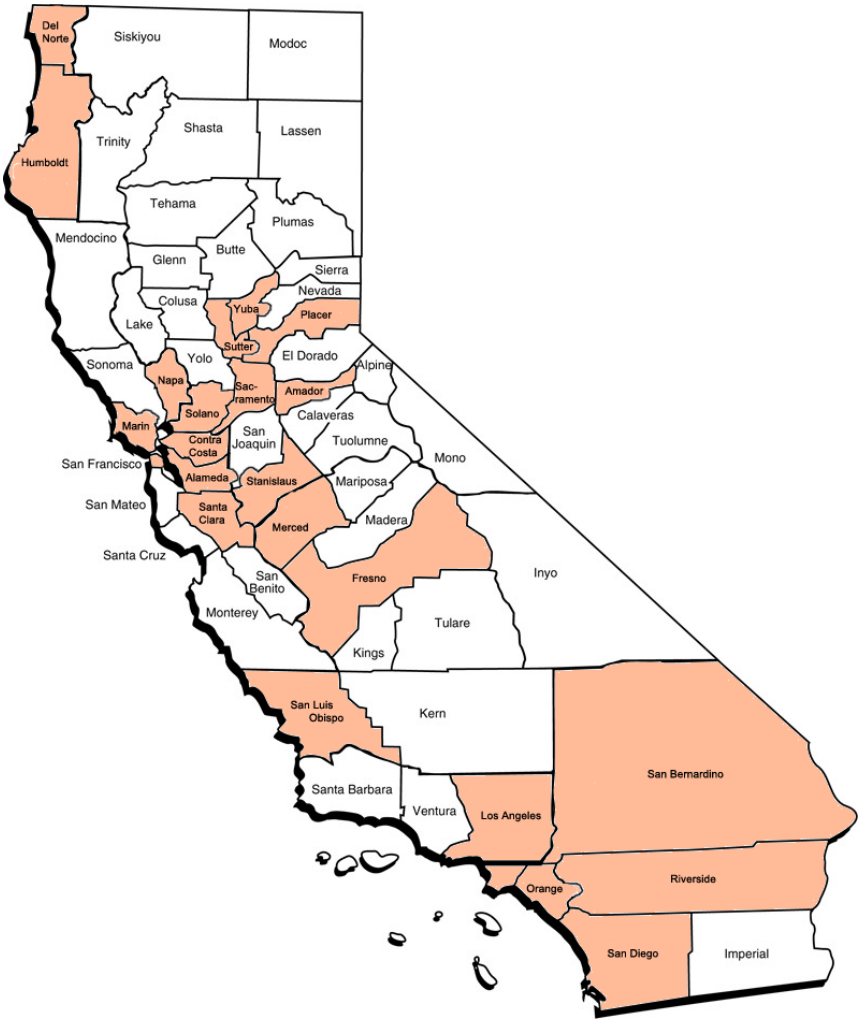 Del
Norte
Siskiyou
Modoc
Humboldt
Trinity
Shasta
Lassen
Tehama
Plumas
Mendocino
Glenn
Butte
Sierra
Nevada
Colusa
Lake
Yuba
Placer
Sutter
Sonoma
Yolo
El Dorado
Alpine
Napa
Sac-
ramento
Amador
Solano
Marin
Calaveras
Contra
Costa
San
Joaquin
Tuolumne
Mono
San Francisco
Alameda
Stanislaus
Mariposa
San Mateo
Santa
Clara
Merced
Madera
Santa Cruz
San
Benito
Fresno
Inyo
Monterey
Kings
Tulare
San Luis
Obispo
Kern
San Bernardino
Santa Barbara
Ventura
Los Angeles
Orange
Riverside
San Diego
Imperial